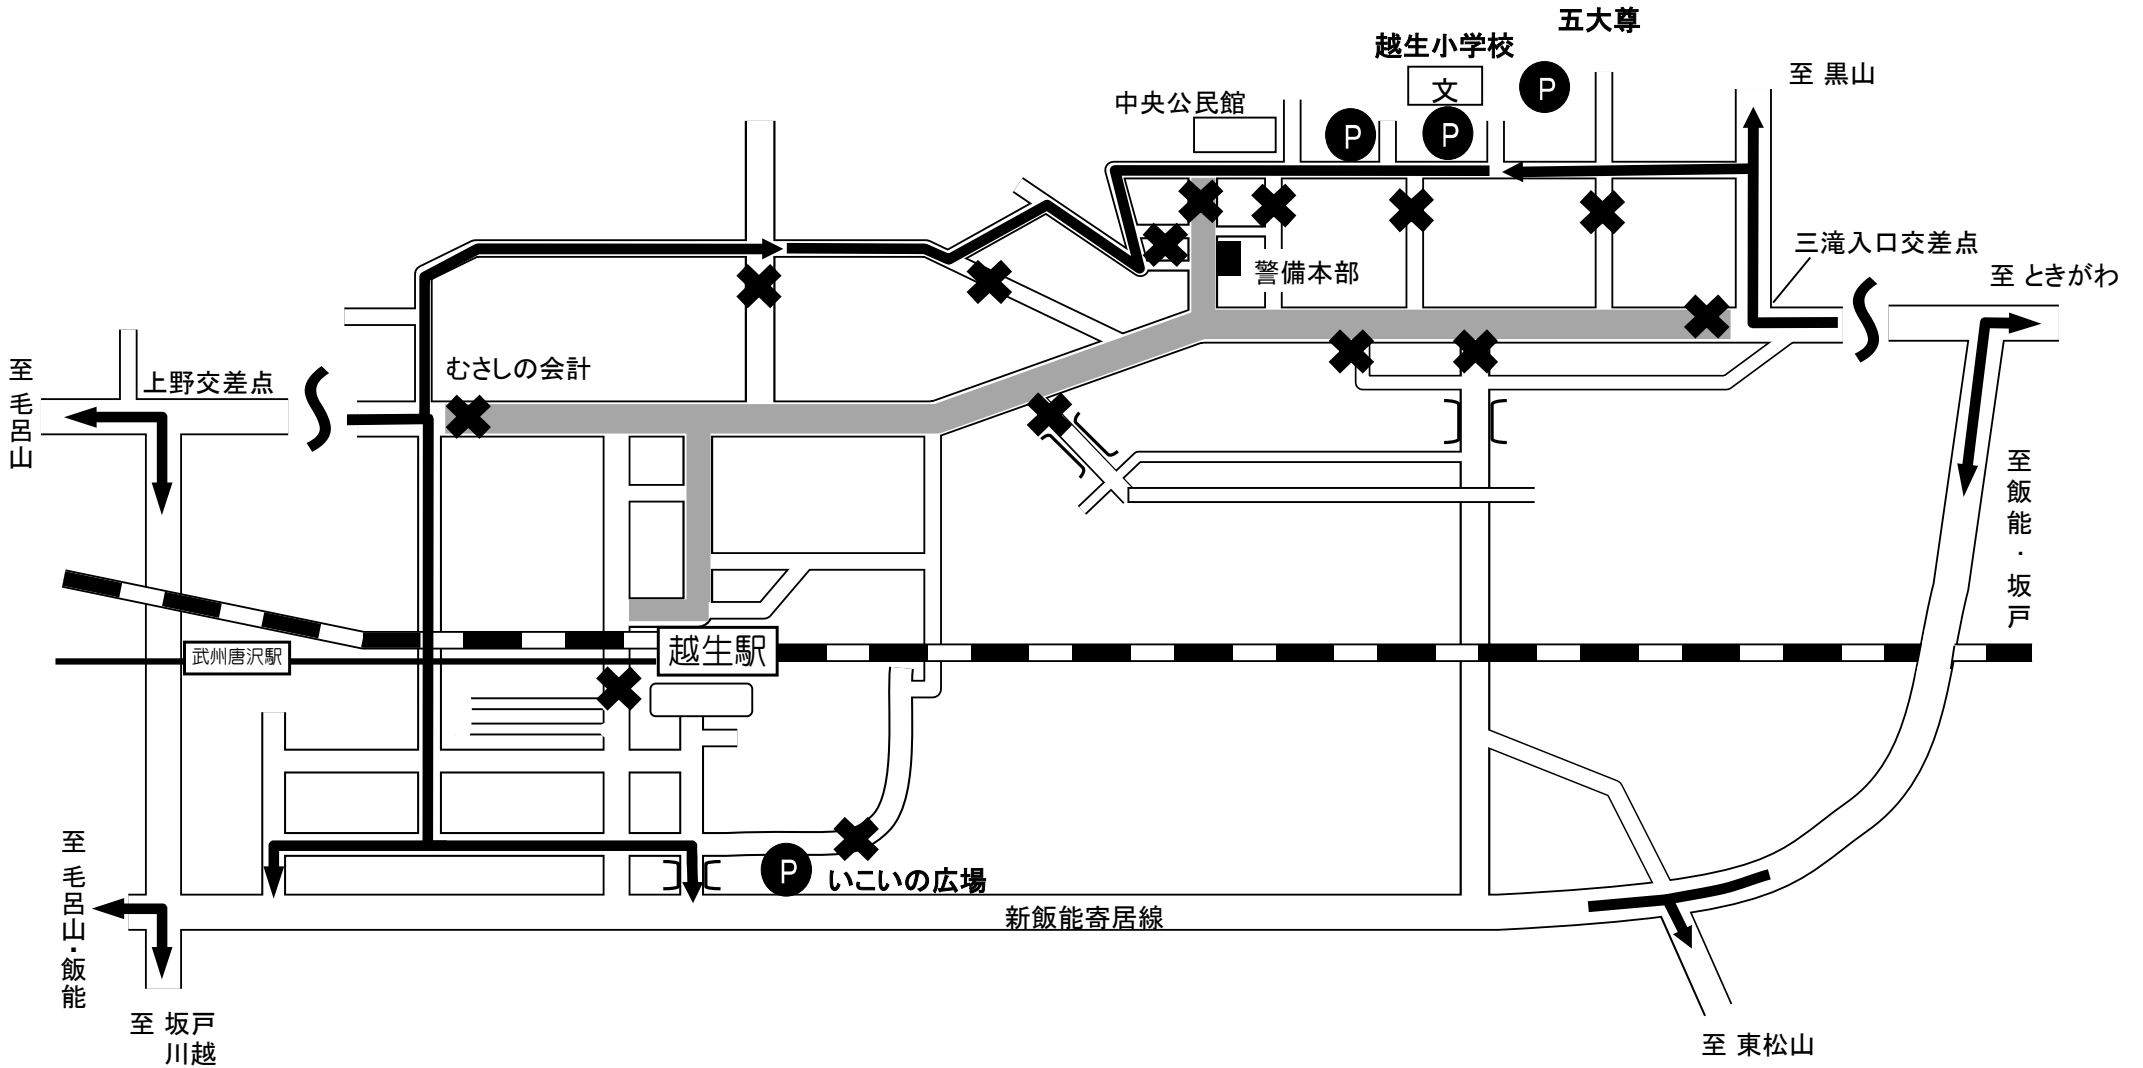 五大尊
越生小学校
文
P
至 黒山
中央公民館
P
P
三滝入口交差点
至 ときがわ
警備本部
むさしの会計
上野交差点
至 毛呂山
至飯能・坂戸
越生駅
武州唐沢駅
P
いこいの広場
新飯能寄居線
至 毛呂山・飯能
至 坂戸
川越
至 東松山